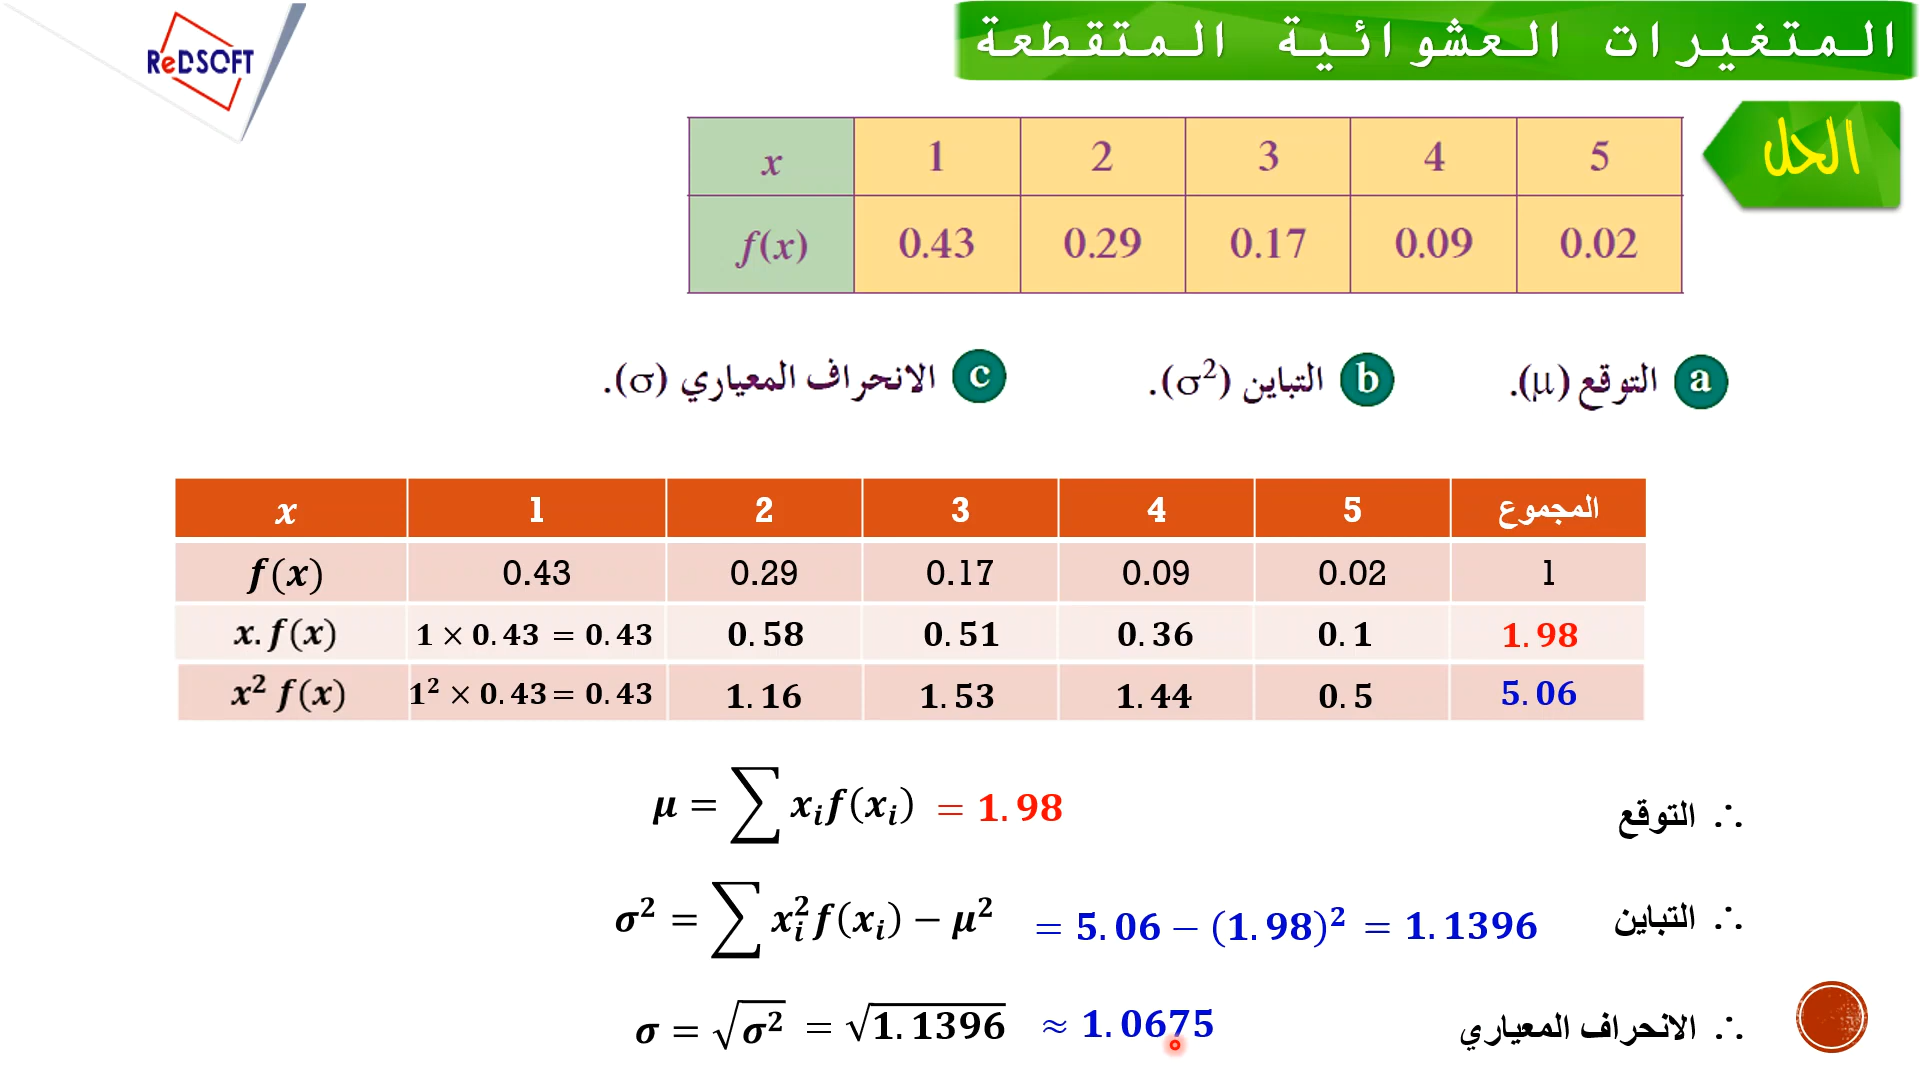 ReDSOFT
المتغيرات العشوائية المتقطعة
الحل
x 1 2 3 4 5
f(x) 0.43 0.29 0.17 0.09 0.02
a التوقع (μ). b التباين (σ²). c الانحراف المعياري (σ).
x 1 2 3 4 5 المجموع
f(x) 0.43 0.29 0.17 0.09 0.02 1
x.f(x) 1 × 0.43 = 0.43 0.58 0.51 0.36 0.1 1.98
x² f(x) 1² × 0.43 = 0.43 1.16 1.53 1.44 0.5 5.06
∴ التوقع μ = ∑ xᵢf(xᵢ) = 1.98
∴ التباين σ² = ∑ xᵢ²f(xᵢ) − μ² = 5.06 − (1.98)² = 1.1396
∴ الانحراف المعياري σ = √σ² = √1.1396 ≈ 1.0675